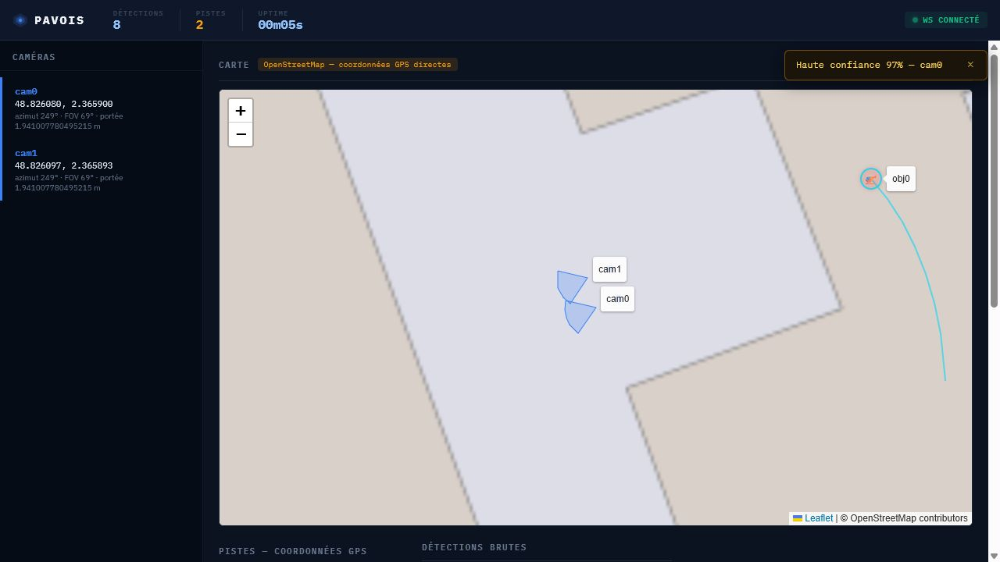 PAVOIS
DÉTECTIONS
8
PISTES
2
UPTIME
00m05s
WS CONNECTÉ
CAMÉRAS
cam0
48.826080, 2.365900
azimut 249° · FOV 69° · portée
1.941007780495215 m
cam1
48.826097, 2.365893
azimut 249° · FOV 69° · portée
1.941007780495215 m
CARTE
OpenStreetMap — coordonnées GPS directes
Haute confiance 97% — cam0 ×
+
−
obj0
cam1
cam0
Leaflet | © OpenStreetMap contributors
PISTES — COORDONNÉES GPS
DÉTECTIONS BRUTES